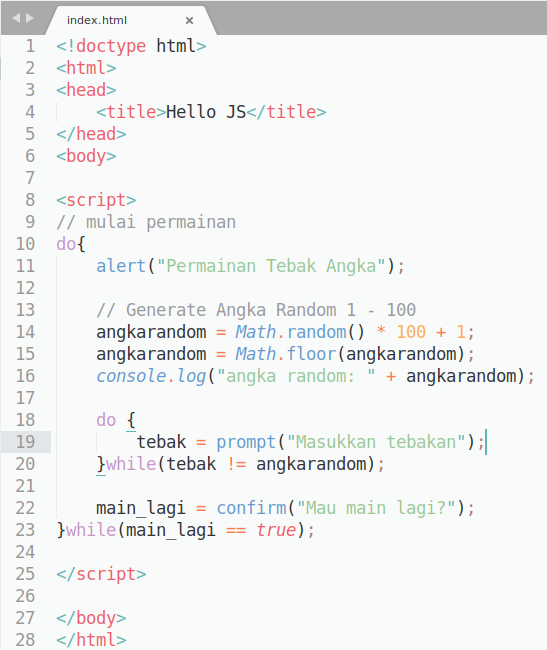 index.html ×
1 <!doctype html>
2 <html>
3 <head>
4     <title>Hello JS</title>
5 </head>
6 <body>
7
8 <script>
9 // mulai permainan
10 do{
11     alert("Permainan Tebak Angka");
12
13     // Generate Angka Random 1 - 100
14     angkarandom = Math.random() * 100 + 1;
15     angkarandom = Math.floor(angkarandom);
16     console.log("angka random: " + angkarandom);
17
18     do {
19         tebak = prompt("Masukkan tebakan");
20     }while(tebak != angkarandom);
21
22     main_lagi = confirm("Mau main lagi?");
23 }while(main_lagi == true);
24
25 </script>
26
27 </body>
28 </html>